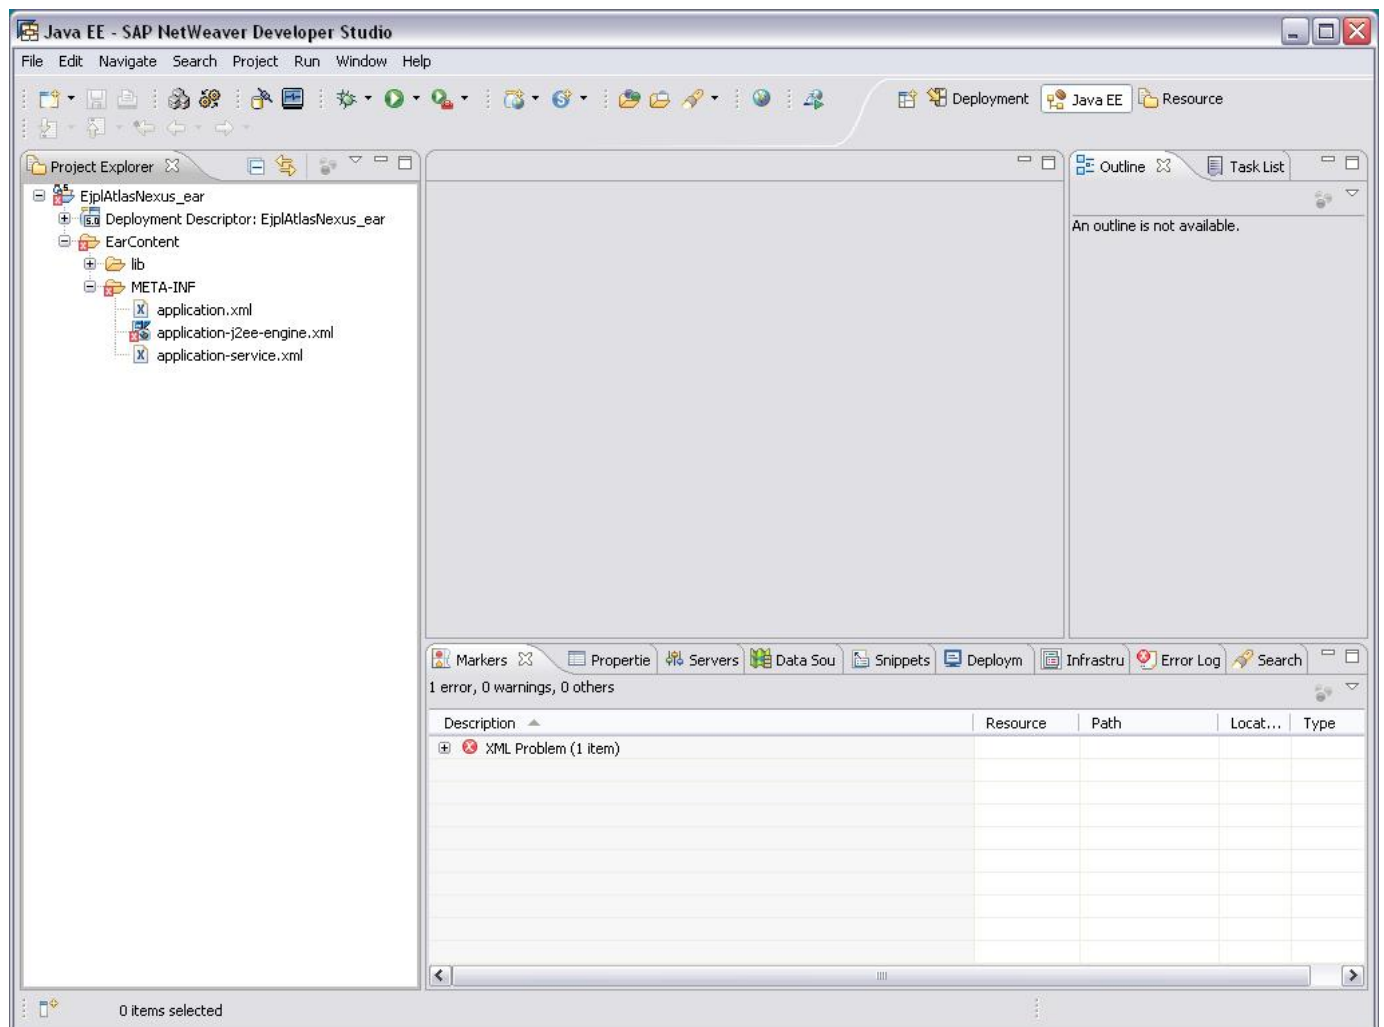 Java EE - SAP NetWeaver Developer Studio
File Edit Navigate Search Project Run Window Help
Deployment Java EE Resource
Project Explorer
EjplAtlasNexus_ear
Deployment Descriptor: EjplAtlasNexus_ear
EarContent
lib
META-INF
application.xml
application-j2ee-engine.xml
application-service.xml
Outline Task List
An outline is not available.
Markers Propertie Servers Data Sou Snippets Deploym Infrastru Error Log Search
1 error, 0 warnings, 0 others
Description Resource Path Locat... Type
XML Problem (1 item)
0 items selected